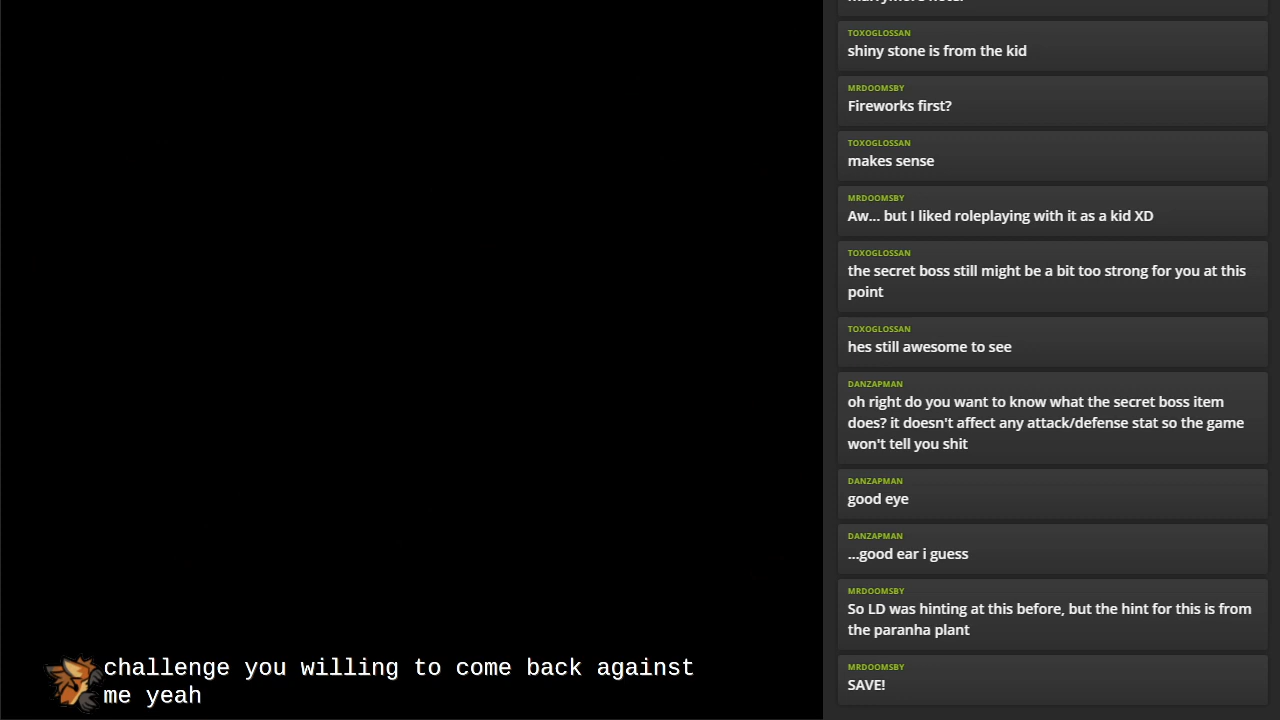 TOXOGLOSSAN
shiny stone is from the kid
MRDOOMSBY
Fireworks first?
TOXOGLOSSAN
makes sense
MRDOOMSBY
Aw... but I liked roleplaying with it as a kid XD
TOXOGLOSSAN
the secret boss still might be a bit too strong for you at this
point
TOXOGLOSSAN
hes still awesome to see
DANZAPMAN
oh right do you want to know what the secret boss item
does? it doesn't affect any attack/defense stat so the game
won't tell you shit
DANZAPMAN
good eye
DANZAPMAN
...good ear i guess
MRDOOMSBY
So LD was hinting at this before, but the hint for this is from
the paranha plant
MRDOOMSBY
SAVE!
challenge you willing to come back against
me yeah